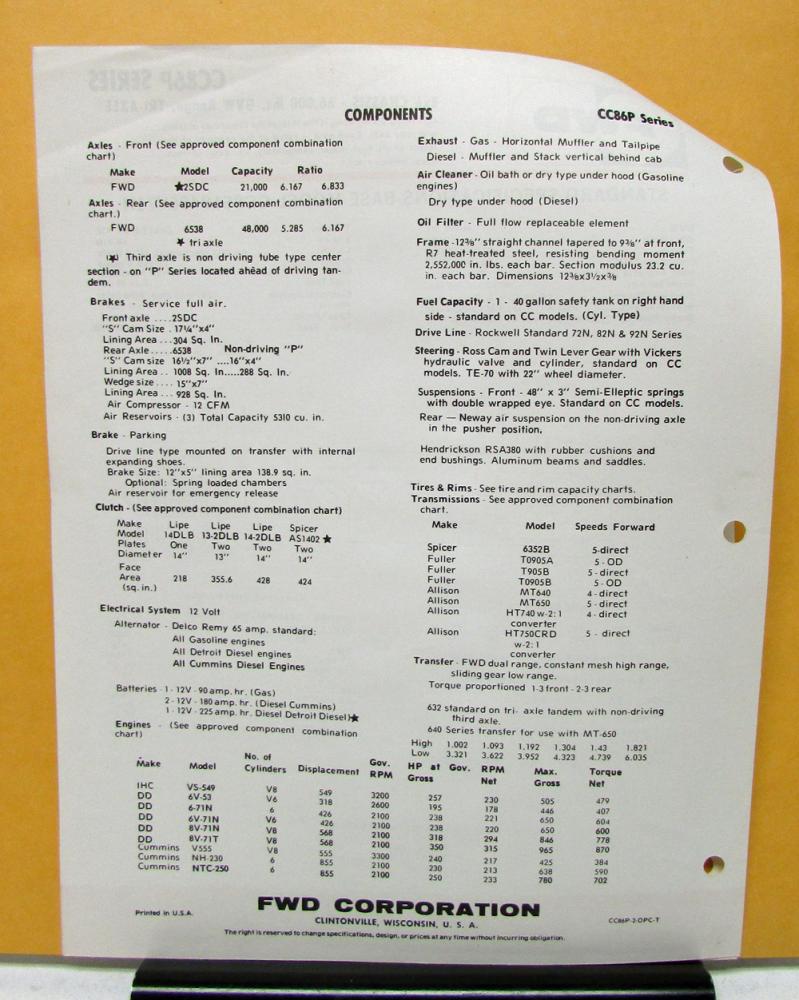 COMPONENTS
CC86P Series
Axles - Front (See approved component combination
chart)
Make Model Capacity Ratio
FWD ★2SDC 21,000 6.167 6.833
Axles - Rear (See approved component combination
chart.)
FWD 6538 48,000 5.285 6.167
★ tri axle
Third axle is non driving tube type center
section - on "P" Series located ahead of driving tan-
dem.
Brakes - Service full air.
Front axle ....2SDC
"S" Cam Size . 17¼"x4"
Lining Area ...304 Sq. In.
Rear Axle.....6538 Non-driving "P"
"S" Cam size 16½"x7" ....16"x4"
Lining Area .. 1008 Sq. In.....288 Sq. In.
Wedge size .... 15"x7"
Lining Area ... 928 Sq. In.
Air Compressor - 12 CFM
Air Reservoirs - (3) Total Capacity 5310 cu. in.
Brake - Parking
Drive line type mounted on transfer with internal
expanding shoes.
Brake Size: 12"x5" lining area 138.9 sq. in.
Optional: Spring loaded chambers
Air reservoir for emergency release
Clutch - (See approved component combination chart)
Make Lipe Lipe Lipe Spicer
Model 14DLB 13-2DLB 14-2DLB AS1402 ★
Plates One Two Two Two
Diameter 14" 13" 14" 14"
Face
Area 218 355.6 428 424
(sq. in.)
Electrical System 12 Volt
Alternator - Delco Remy 65 amp. standard:
All Gasoline engines
All Detroit Diesel engines
All Cummins Diesel Engines
Batteries - 1 - 12V - 90 amp. hr. (Gas)
2 - 12V - 180 amp. hr. (Diesel Cummins)
1 - 12V - 225 amp. hr. Diesel Detroit Diesel)★
Engines - (See approved component combination
chart)
Exhaust - Gas - Horizontal Muffler and Tailpipe
Diesel - Muffler and Stack vertical behind cab
Air Cleaner - Oil bath or dry type under hood (Gasoline
engines)
Dry type under hood (Diesel)
Oil Filter - Full flow replaceable element
Frame - 12⅜" straight channel tapered to 9⅜" at front,
R7 heat-treated steel, resisting bending moment
2,552,000 in. lbs. each bar. Section modulus 23.2 cu.
in. each bar. Dimensions 12⅜x3½x⅜
Fuel Capacity - 1 - 40 gallon safety tank on right hand
side - standard on CC models. (Cyl. Type)
Drive Line - Rockwell Standard 72N, 82N & 92N Series
Steering - Ross Cam and Twin Lever Gear with Vickers
hydraulic valve and cylinder, standard on CC
models. TE-70 with 22" wheel diameter.
Suspensions - Front - 48" x 3" Semi-Elleptic springs
with double wrapped eye. Standard on CC models.
Rear — Neway air suspension on the non-driving axle
in the pusher position.
Hendrickson RSA380 with rubber cushions and
end bushings. Aluminum beams and saddles.
Tires & Rims - See tire and rim capacity charts.
Transmissions - See approved component combination
chart.
Make Model Speeds Forward
Spicer 6352B 5-direct
Fuller T0905A 5 - OD
Fuller T905B 5 - direct
Fuller T0905B 5 - OD
Allison MT640 4 - direct
Allison MT650 5 - direct
Allison HT740 w-2: 1 4 - direct
converter
Allison HT750CRD 5 - direct
w-2: 1
converter
Transfer - FWD dual range, constant mesh high range,
sliding gear low range.
Torque proportioned 1-3 front - 2-3 rear
632 standard on tri- axle tandem with non-driving
third axle.
640 Series transfer for use with MT-650
High 1.002 1.093 1.192 1.304 1.43 1.821
Low 3.321 3.622 3.952 4.323 4.739 6.035
Make Model No. of Cylinders Displacement Gov. RPM HP at Gov. RPM Gross Net Max. Torque Gross Net
IHC VS-549 V8 549 3200 257 230 505 479
DD 6V-53 V6 318 2600 195 178 446 407
DD 6-71N 6 426 2100 238 221 650 604
DD 6V-71N V6 426 2100 238 220 650 600
DD 8V-71N V8 568 2100 318 294 846 778
DD 8V-71T V8 568 2100 350 315 965 870
Cummins V555 V8 555 3300 240 217 425 384
Cummins NH-230 6 855 2100 230 213 638 590
Cummins NTC-250 6 855 2100 250 233 780 702
Printed in U.S.A.
FWD CORPORATION
CLINTONVILLE, WISCONSIN, U. S. A.
CC86P-2-OPC-T
The right is reserved to change specifications, design, or prices at any time without incurring obligation.